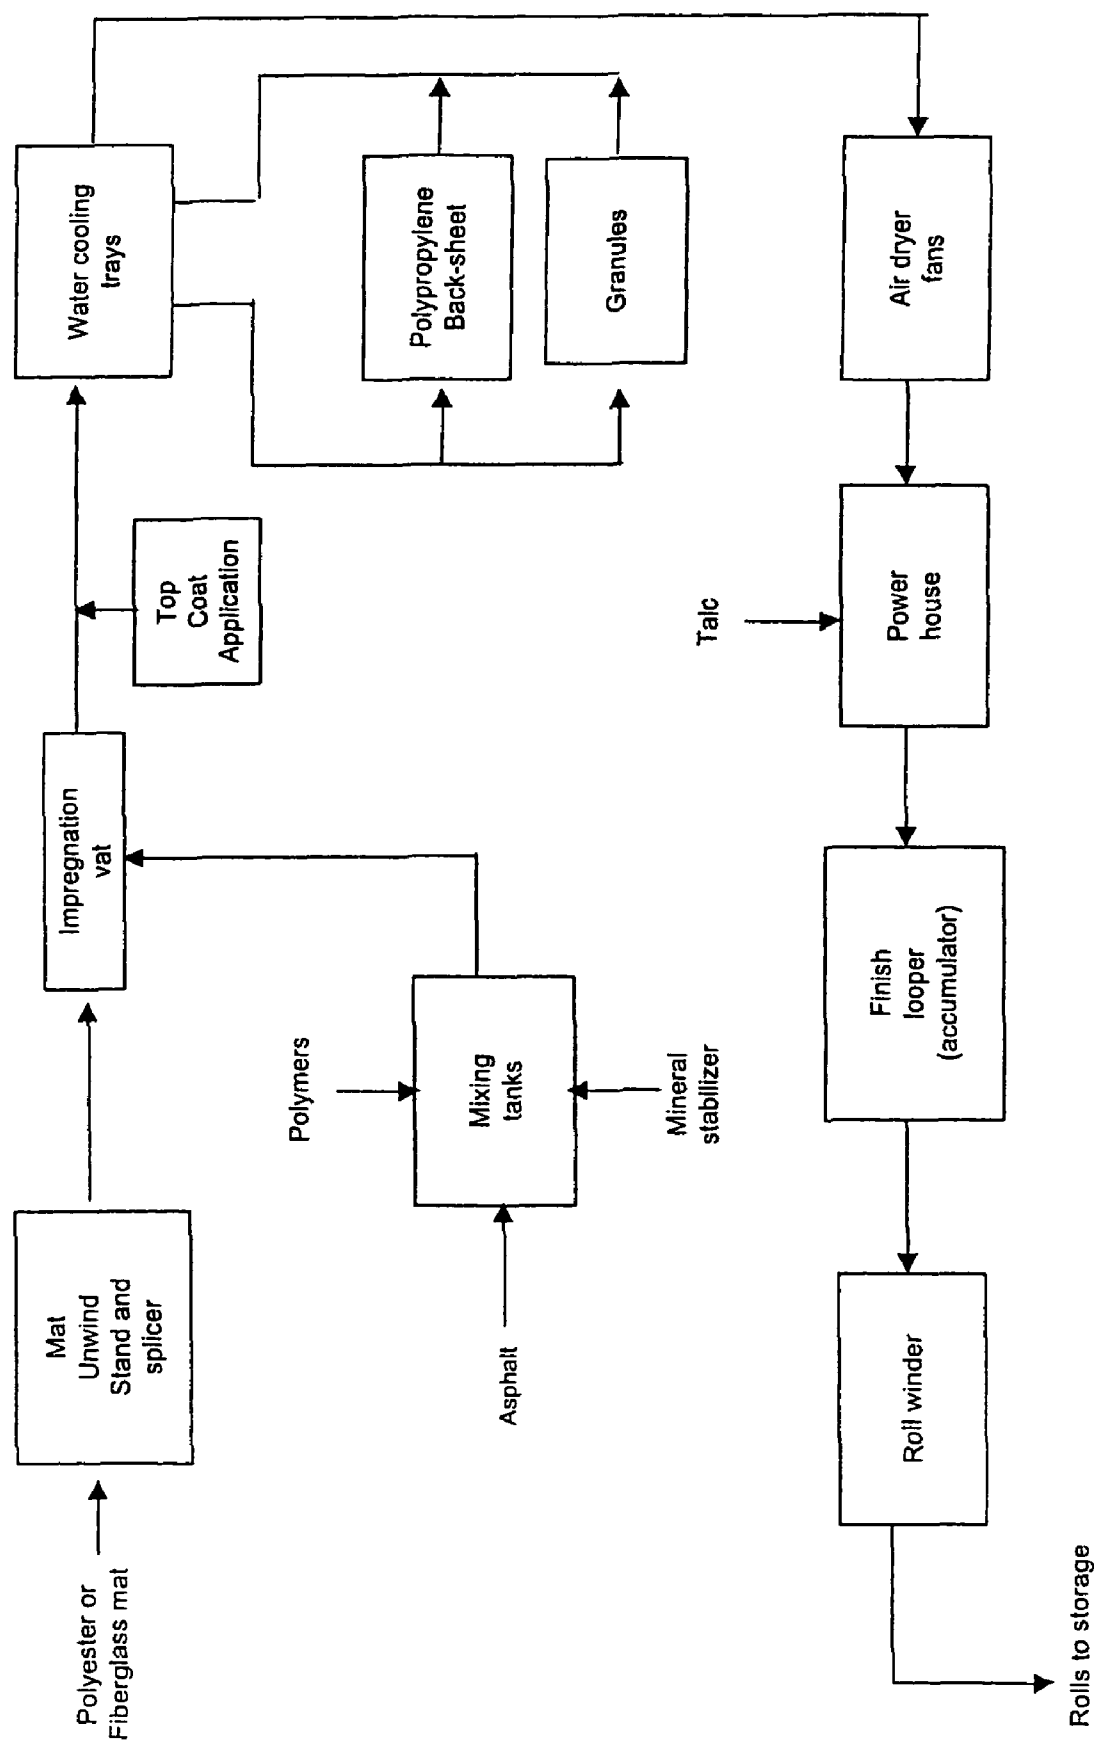 Polyester or
Fiberglass mat
Mat
Unwind
Stand and
splicer
Impregnation
vat
Top
Coat
Application
Water cooling
trays
Polymers
Asphalt
Mixing
tanks
Mineral
stabilizer
Polypropylene
Back-sheet
Granules
Talc
Rolls to storage
Roll winder
Finish
looper
(accumulator)
Power
house
Air dryer
fans